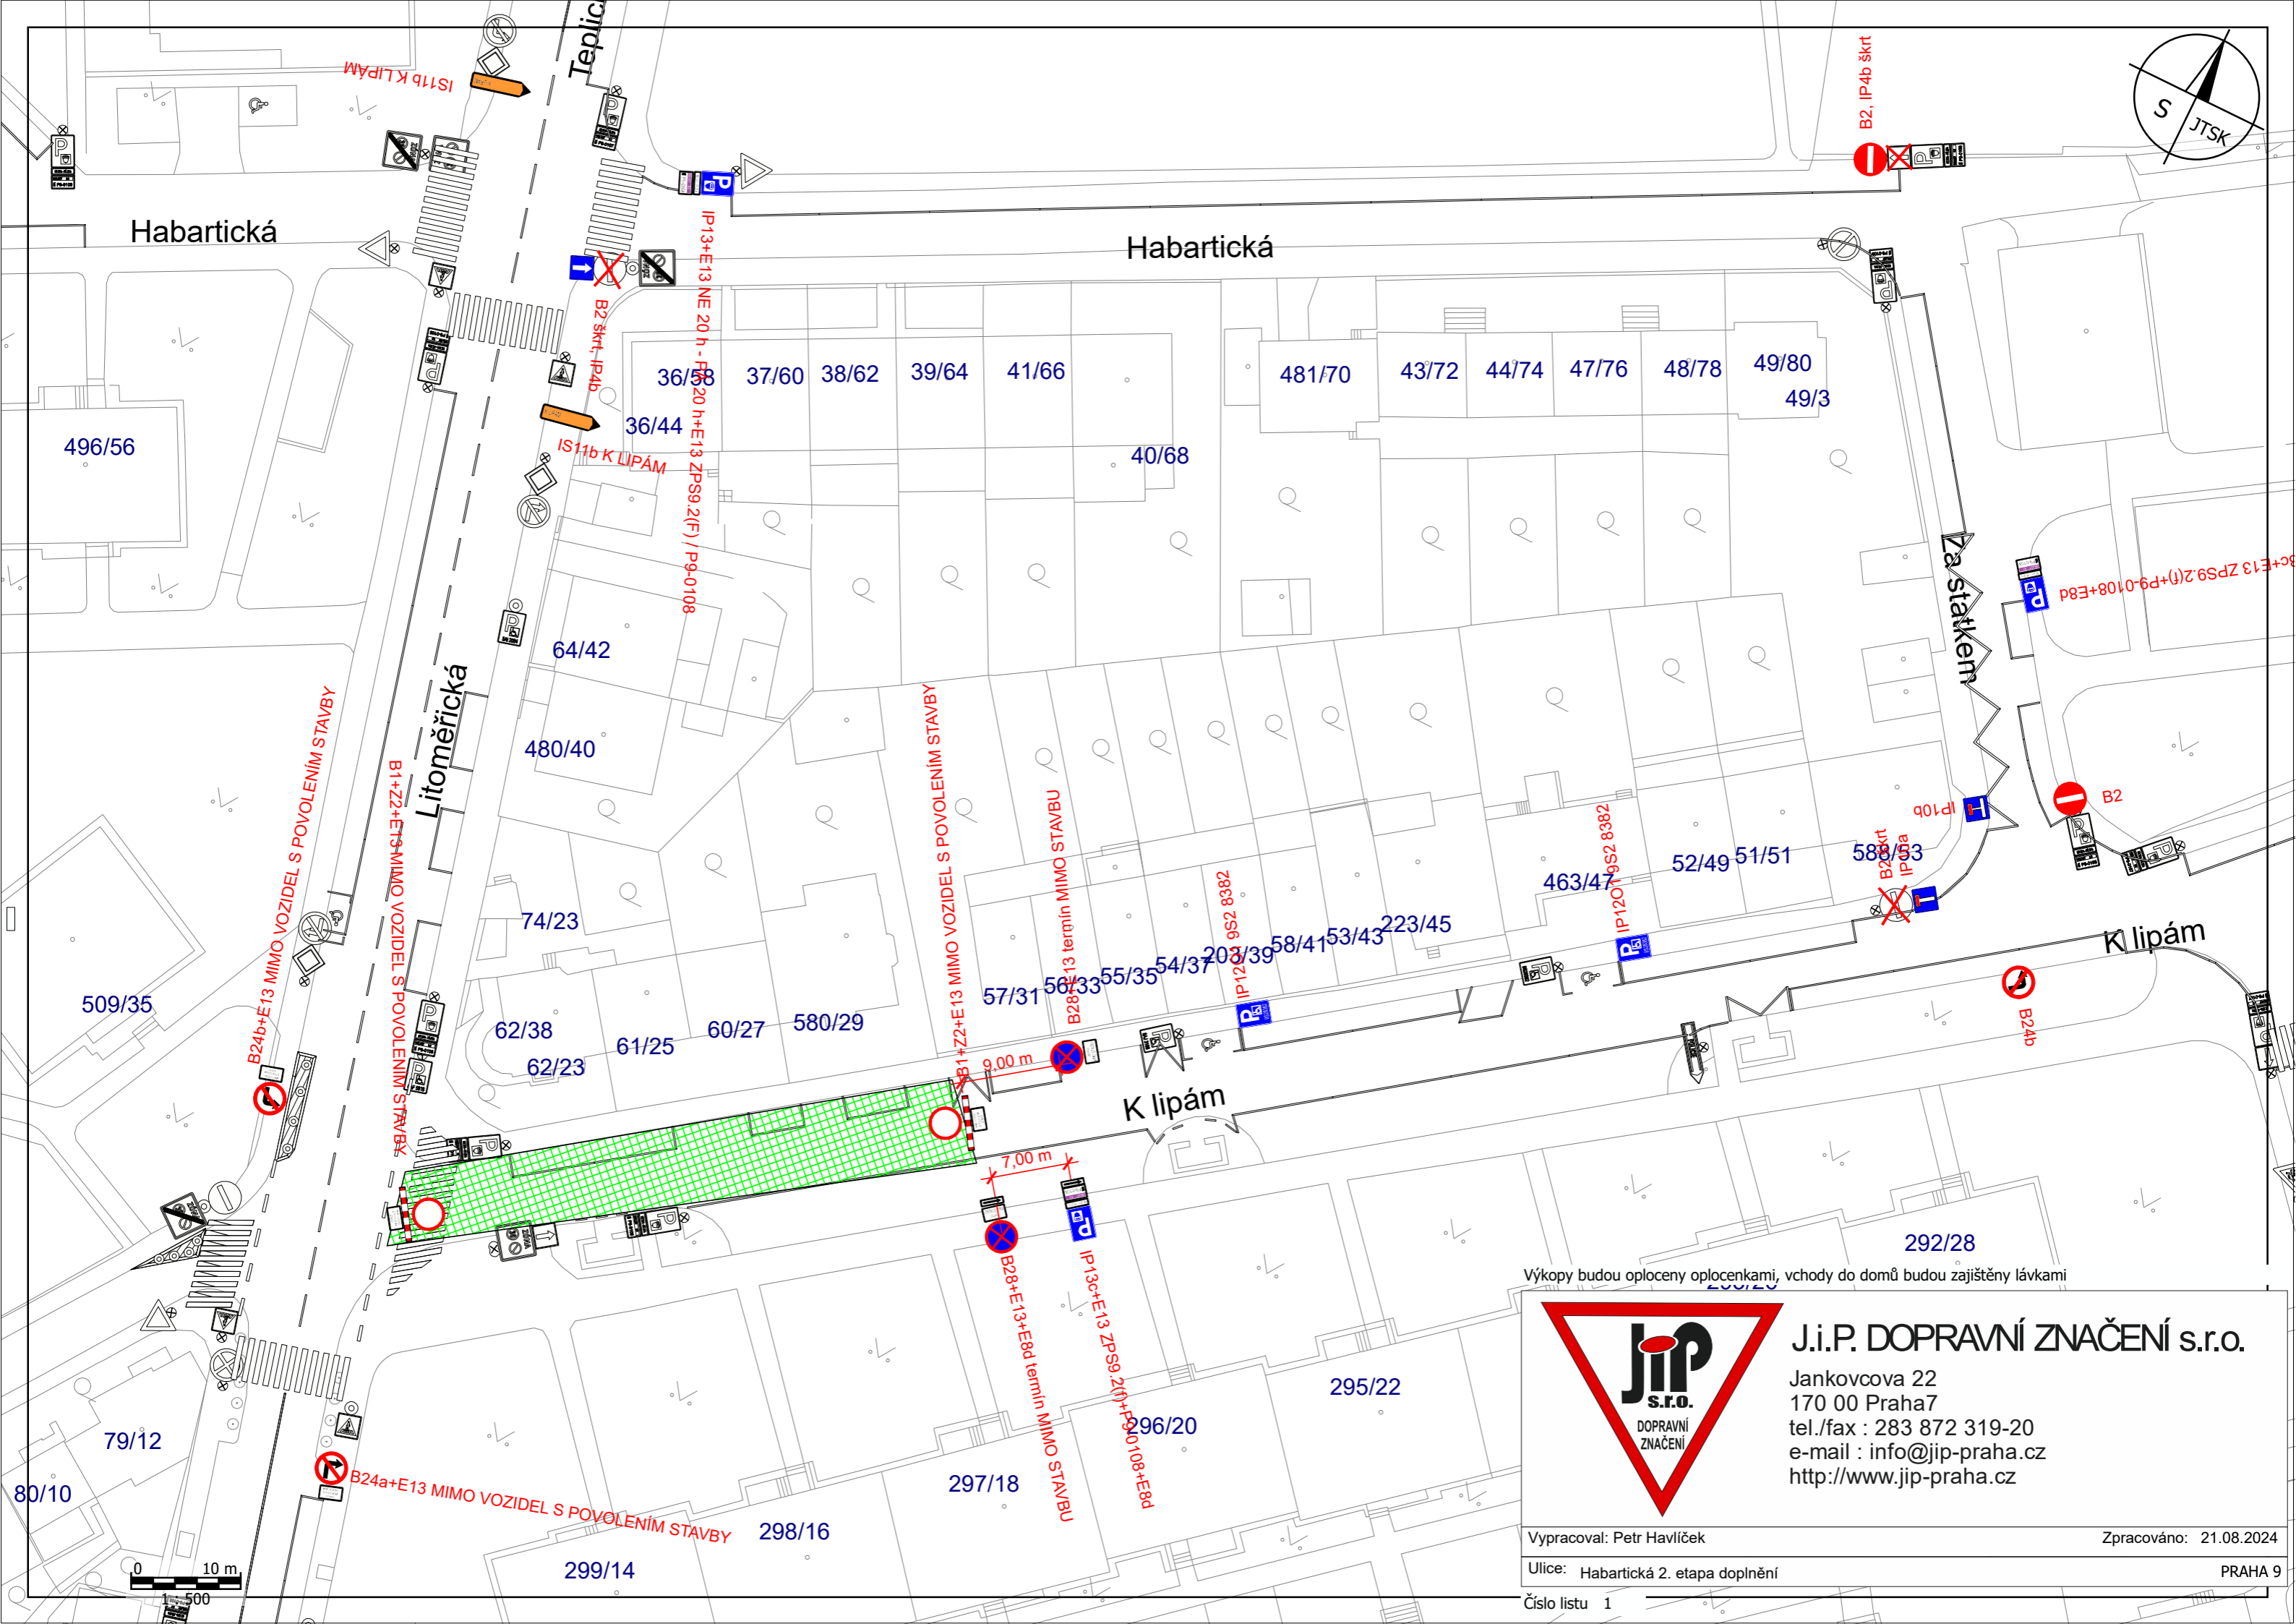 Teplic
IS11b K LIPÁM
B2, IP4b škrt
S
JTSK
Habartická
Habartická
IP13+E13 NE 20 h - PÁ 20 h+E13 ZPS9.2(F) / P9-0108
B2 škrt, IP4b
36/58
37/60
38/62
39/64
41/66
481/70
43/72
44/74
47/76
48/78
49/80
49/3
36/44
40/68
496/56
IS11b K LIPÁM
Za statkem
64/42
480/40
Litoměřická
B24b+E13 MIMO VOZIDEL S POVOLENÍM STAVBY
B1+Z2+E13 MIMO VOZIDEL S POVOLENÍM STAVBY
B1+Z2+E13 MIMO VOZIDEL S POVOLENÍM STAVBY
B28+E13 termín MIMO STAVBU
IP12O1 9S2 8382
IP10b
B2
B2 škrt
IP10a
588/53
51/51
52/49
463/47
223/45
53/43
58/41
54/37
55/35
56/33
57/31
74/23
509/35
62/38
62/23
61/25
60/27
580/29
K lipám
K lipám
B24b
9,00 m
7,00 m
B28+E13+E8d termín MIMO STAVBU
IP13c+E13 ZPS9.2(f)+P9-0108+E8d
292/28
295/22
296/20
297/18
298/16
299/14
79/12
80/10
B24a+E13 MIMO VOZIDEL S POVOLENÍM STAVBY
0 10 m
1 : 500
Výkopy budou oploceny oplocenkami, vchody do domů budou zajištěny lávkami
JiP
s.r.o.
DOPRAVNÍ
ZNAČENÍ
J.i.P. DOPRAVNÍ ZNAČENÍ s.r.o.
Jankovcova 22
170 00 Praha7
tel./fax : 283 872 319-20
e-mail : info@jip-praha.cz
http://www.jip-praha.cz
Vypracoval: Petr Havlíček
Zpracováno: 21.08.2024
Ulice: Habartická 2. etapa doplnění
PRAHA 9
Číslo listu 1